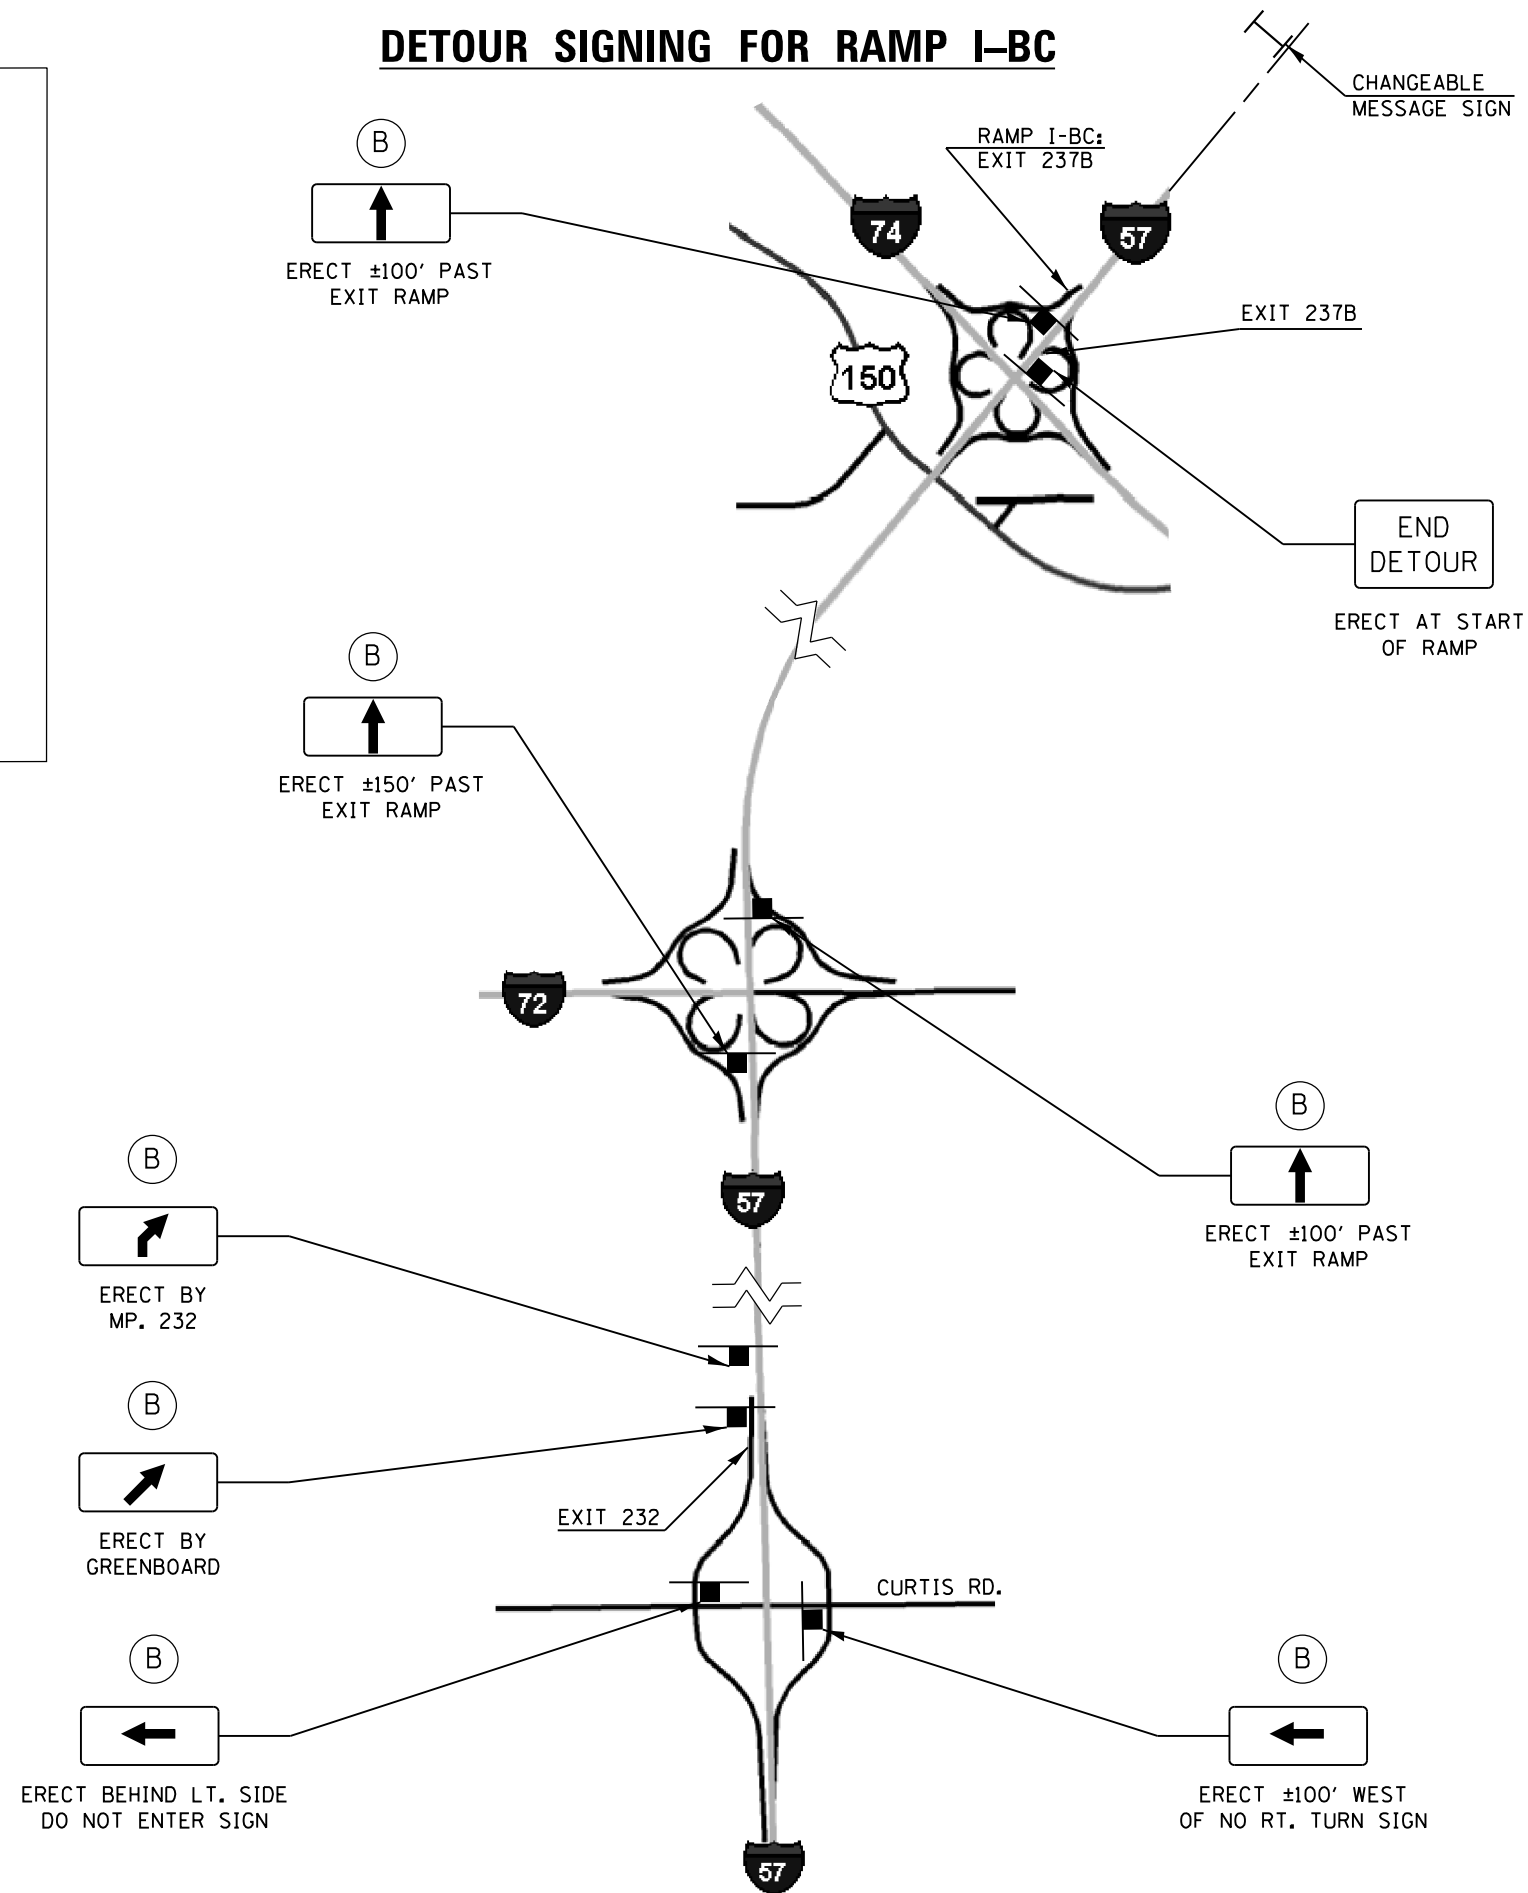 DETOUR SIGNING FOR RAMP I–BC
CHANGEABLE
MESSAGE SIGN
RAMP I-BC:
EXIT 237B
B
ERECT ±100' PAST
EXIT RAMP
74
57
EXIT 237B
150
END
DETOUR
ERECT AT START
OF RAMP
B
ERECT ±150' PAST
EXIT RAMP
72
B
ERECT ±100' PAST
EXIT RAMP
B
ERECT BY
MP. 232
57
B
ERECT BY
GREENBOARD
EXIT 232
CURTIS RD.
B
ERECT BEHIND LT. SIDE
DO NOT ENTER SIGN
B
ERECT ±100' WEST
OF NO RT. TURN SIGN
57